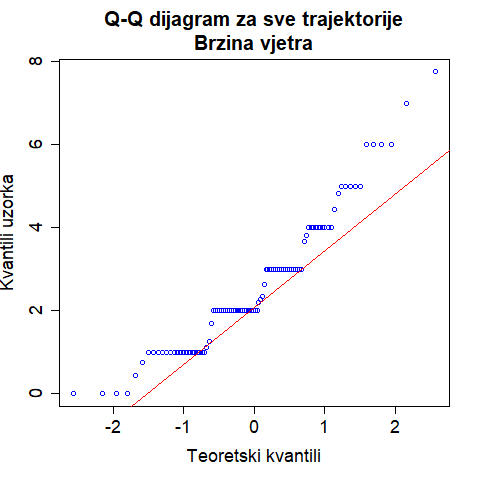 Q-Q dijagram za sve trajektorije
Brzina vjetra
Kvantili uzorka
8
6
4
2
0
-2 -1 0 1 2
Teoretski kvantili